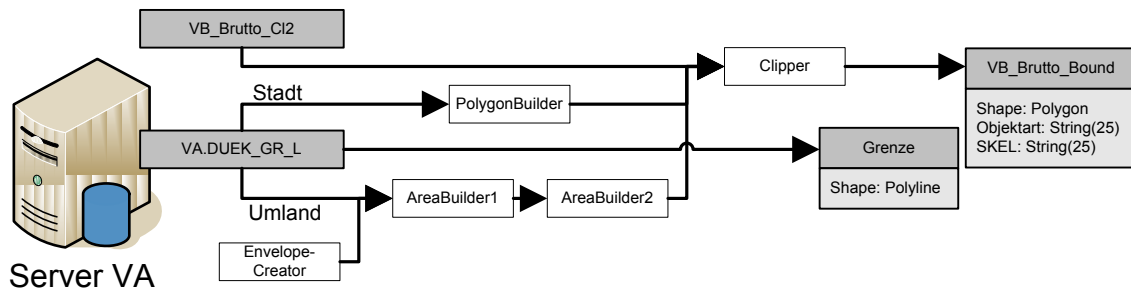 VB_Brutto_Cl2
Clipper
VB_Brutto_Bound
Shape: Polygon
Objektart: String(25)
SKEL: String(25)
Stadt
PolygonBuilder
VA.DUEK_GR_L
Grenze
Shape: Polyline
Umland
AreaBuilder1
AreaBuilder2
Envelope-
Creator
Server VA